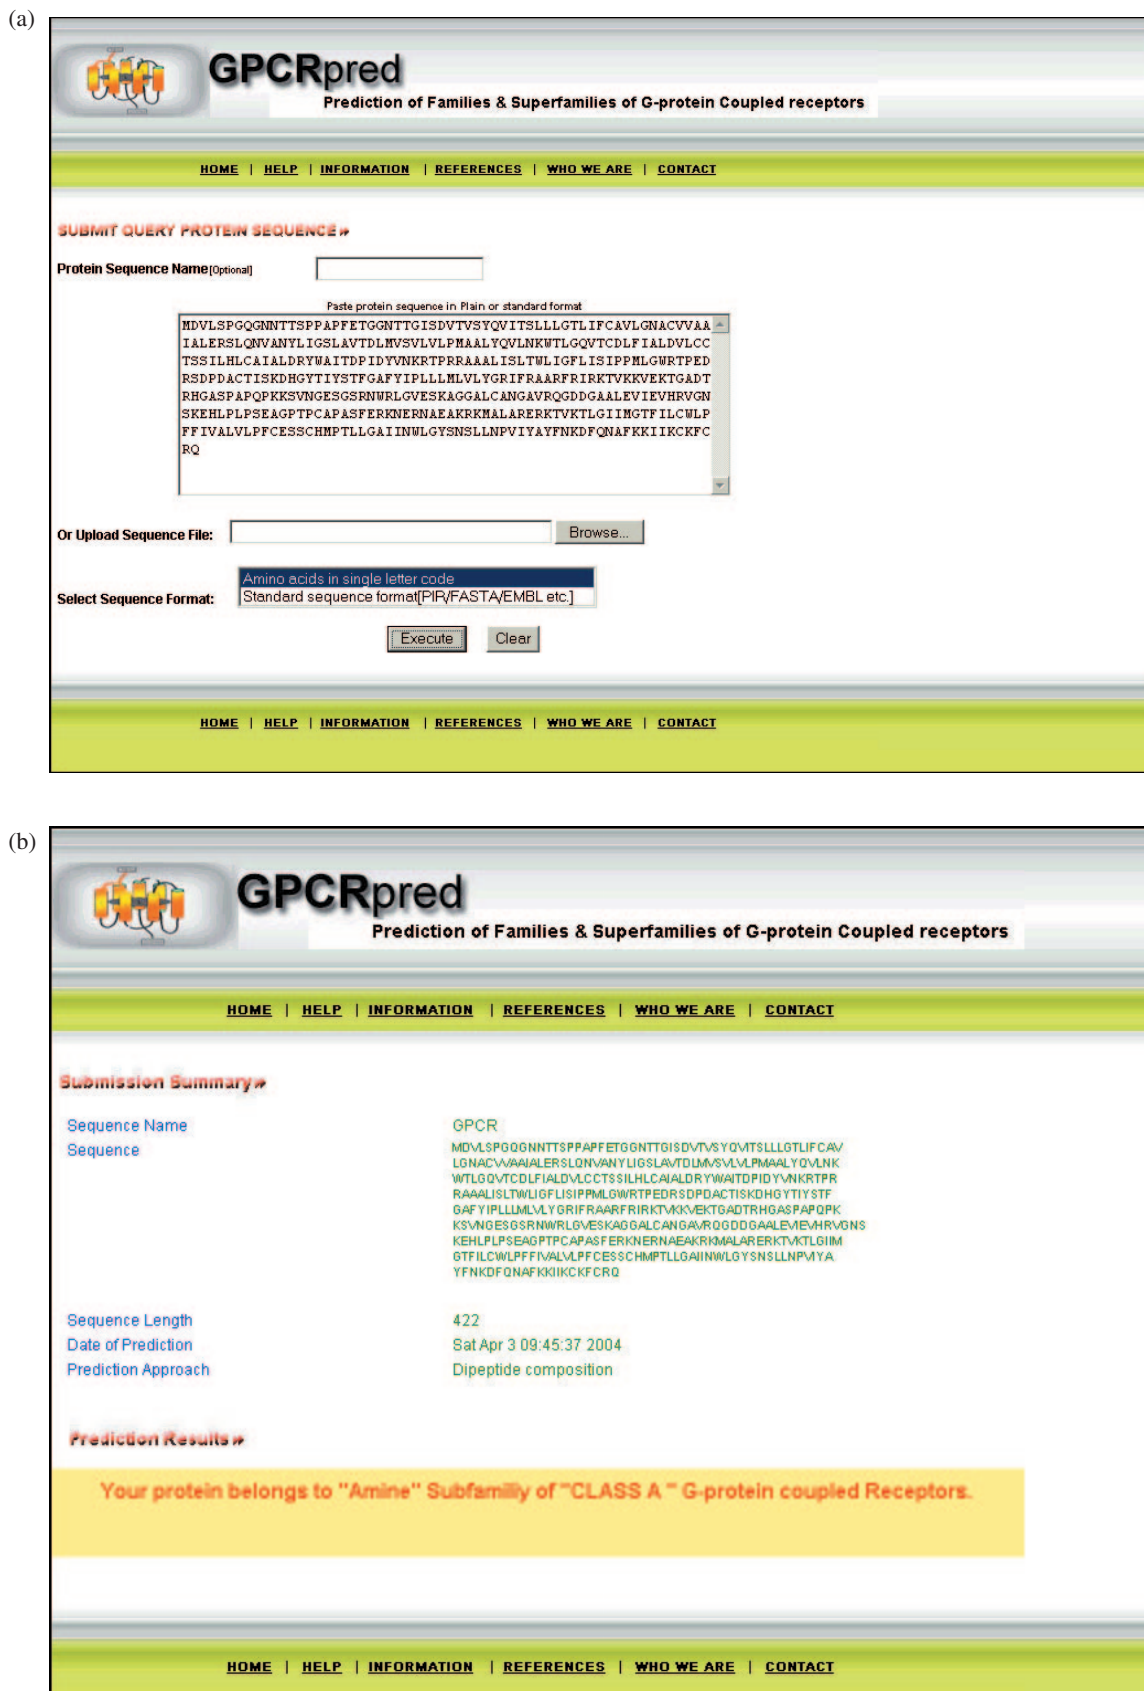 (a)
GPCRpred
Prediction of Families & Superfamilies of G-protein Coupled receptors
HOME | HELP | INFORMATION | REFERENCES | WHO WE ARE | CONTACT
SUBMIT QUERY PROTEIN SEQUENCE
Protein Sequence Name[Optional]
Paste protein sequence in Plain or standard format
MDVLSPGQGNNTTSPPAPFETGGNTTGISDVTVSYQVITSLLLGTLIFCAVLGNACVVAA
IALERSLQNVANYLIGSLAVTDLMVSVLVLPMAALYQVLNKWTLGQVTCDLFIALDVLCC
TSSILHLCAIALDRYWAITDPIDYVNKRTPRRAAALISLTWLIGFLISIPPMLGWRTPED
RSDPDACTISKDHGYTIYSTFGAFYIPLLLMLVLYGRIFRAARFRIRKTVKKVEKTGADT
RHGASPAPQPKKSVNGESGSRNWRLGVESKAGGALCANGAVRQGDDGAALEVIEVHRVGN
SKEHLPLPSEAGPTPCAPASFERKNERNAEAKRKMALARERKTVKTLGIIMGTFILCWLP
FFIVALVLPFCESSCHMPTLLGAIINWLGYSNSLLNPVIYAYFNKDFQNAFKKIIKCKFC
RQ
Or Upload Sequence File:
Browse...
Select Sequence Format:
Amino acids in single letter code
Standard sequence format[PIR/FASTA/EMBL etc.]
Execute
Clear
HOME | HELP | INFORMATION | REFERENCES | WHO WE ARE | CONTACT
(b)
GPCRpred
Prediction of Families & Superfamilies of G-protein Coupled receptors
HOME | HELP | INFORMATION | REFERENCES | WHO WE ARE | CONTACT
Submission Summary
Sequence Name GPCR
Sequence MDVLSPGQGNNTTSPPAPFETGGNTTGISDVTVSYQVITSLLLGTLIFCAV
LGNACVVAAIALERSLQNVANYLIGSLAVTDLMVSVLVLPMAALYQVLNK
WTLGQVTCDLFIALDVLCCTSSILHLCAIALDRYWAITDPIDYVNKRTPR
RAAALISLTWLIGFLISIPPMLGWRTPEDRSDPDACTISKDHGYTIYSTF
GAFYIPLLLMLVLYGRIFRAARFRIRKTVKKVEKTGADTRHGASPAPQPK
KSVNGESGSRNWRLGVESKAGGALCANGAVRQGDDGAALEVIEVHRVGNS
KEHLPLPSEAGPTPCAPASFERKNERNAEAKRKMALARERKTVKTLGIIM
GTFILCWLPFFIVALVLPFCESSCHMPTLLGAIINWLGYSNSLLNPVIYA
YFNKDFQNAFKKIIKCKFCRQ
Sequence Length 422
Date of Prediction Sat Apr 3 09:45:37 2004
Prediction Approach Dipeptide composition
Prediction Results
Your protein belongs to "Amine" Subfamiliy of "CLASS A " G-protein coupled Receptors.
HOME | HELP | INFORMATION | REFERENCES | WHO WE ARE | CONTACT